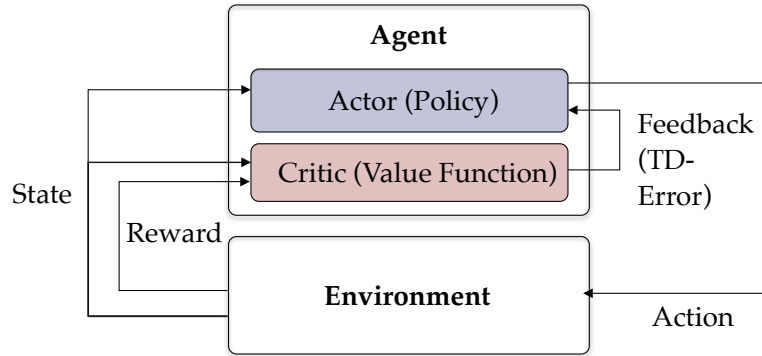 Agent
Actor (Policy)
Critic (Value Function)
Feedback
(TD-
Error)
State
Reward
Environment
Action